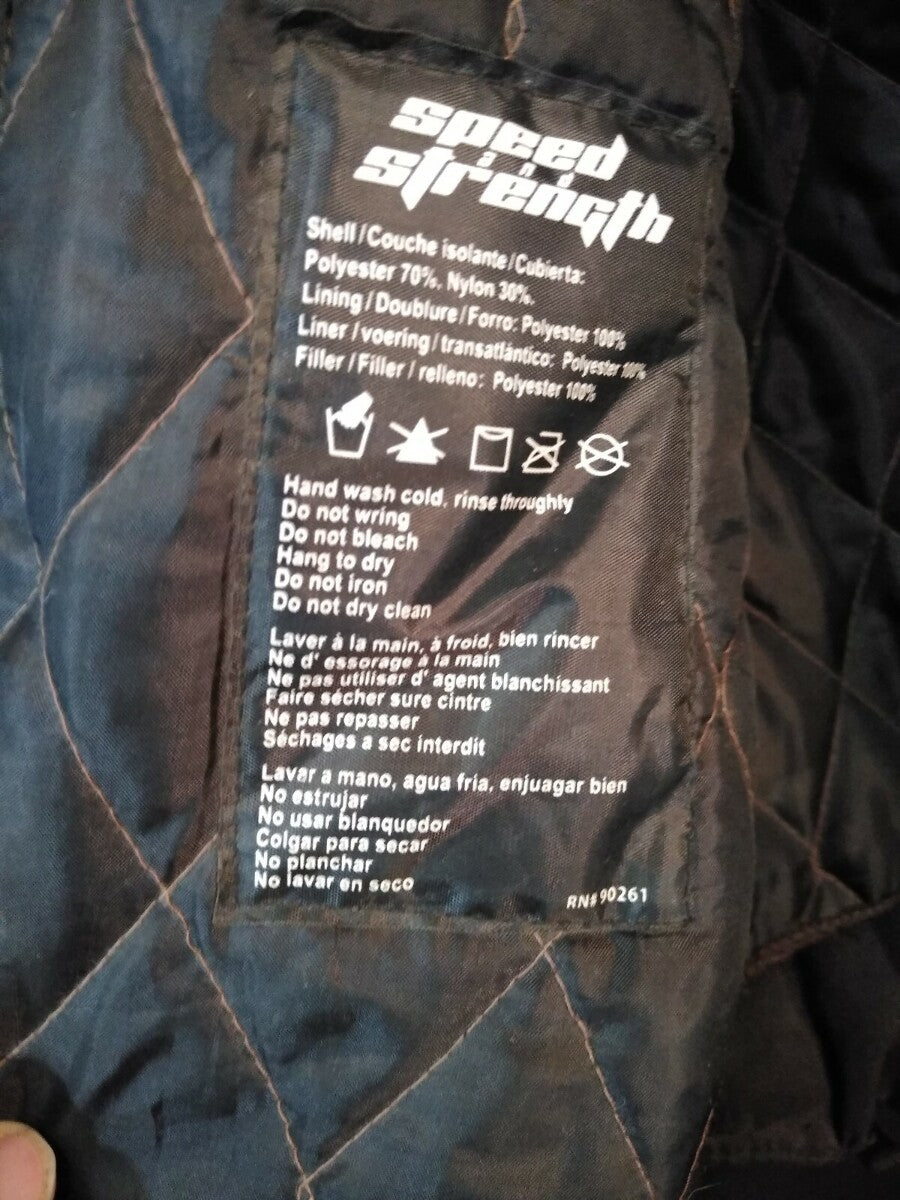 speed
and
strength
Shell / Couche isolante / Cubierta:
Polyester 70%. Nylon 30%.
Lining / Doublure / Forro: Polyester 100%
Liner / voering / transatlántico: Polyester 100%
Filler / Filler / relleno: Polyester 100%
Hand wash cold. rinse throughly
Do not wring
Do not bleach
Hang to dry
Do not iron
Do not dry clean
Laver à la main, à froid, bien rincer
Ne d' essorage a la main
Ne pas utiliser d' agent blanchissant
Faire sécher sure cintre
Ne pas repasser
Séchages a sec interdit
Lavar a mano, agua fria, enjuagar bien
No estrujar
No usar blanquedor
Colgar para secar
No planchar
No lavar en seco
RN# 90261